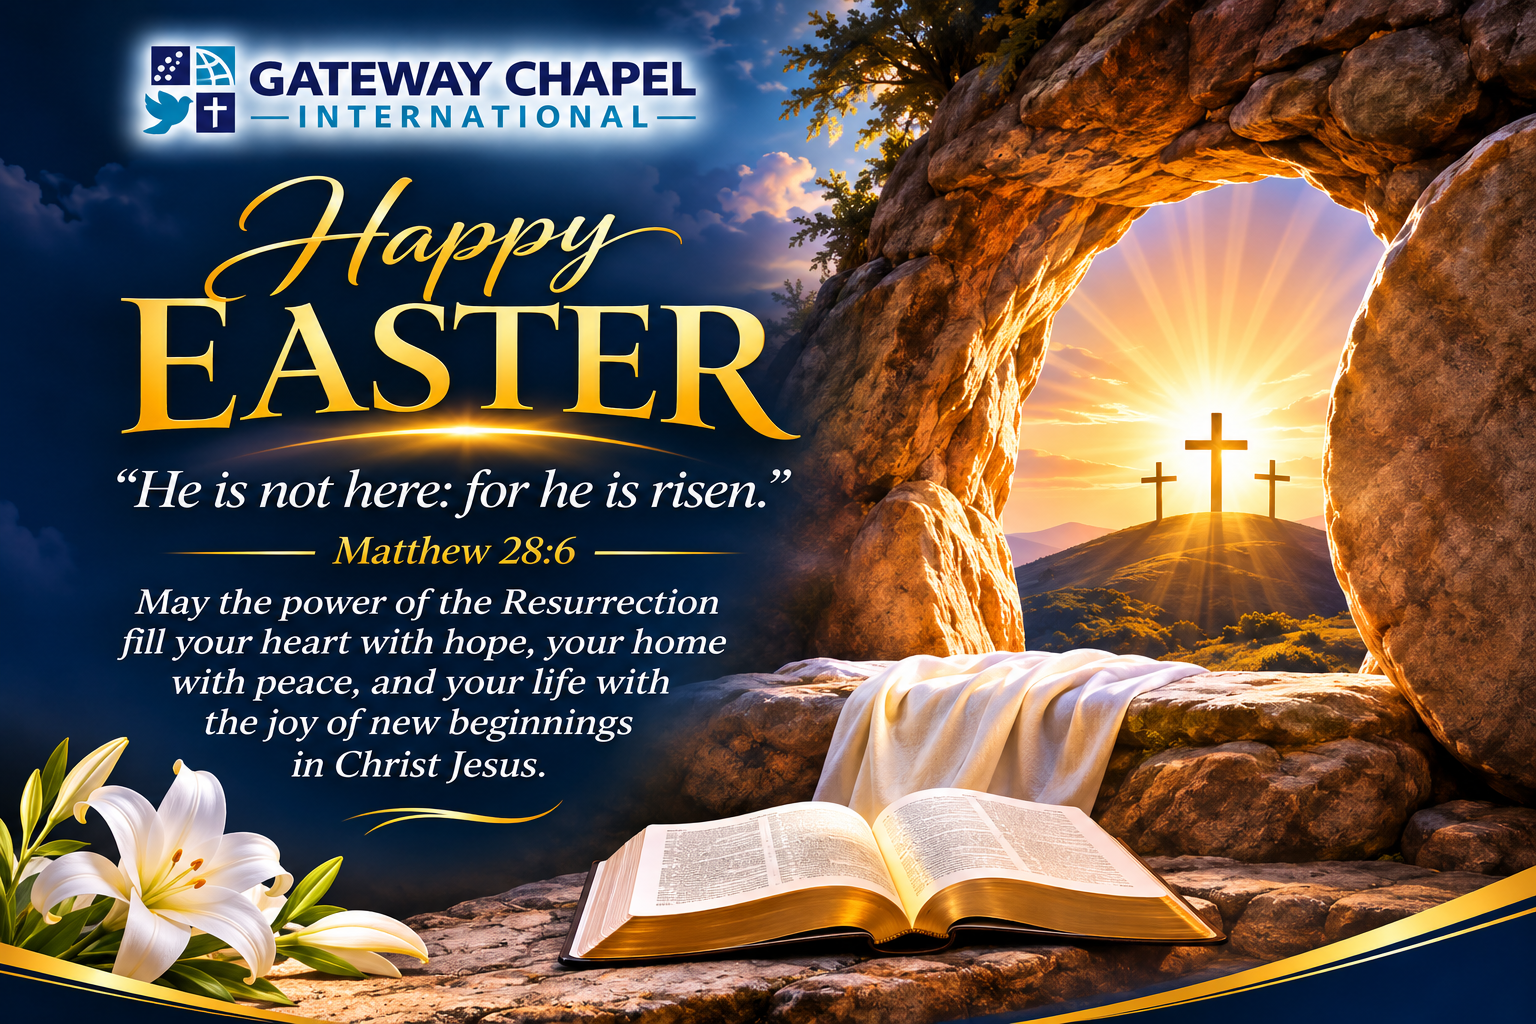 GATEWAY CHAPEL
INTERNATIONAL
Happy
EASTER
“He is not here: for he is risen.”
Matthew 28:6
May the power of the Resurrection
fill your heart with hope, your home
with peace, and your life with
the joy of new beginnings
in Christ Jesus.